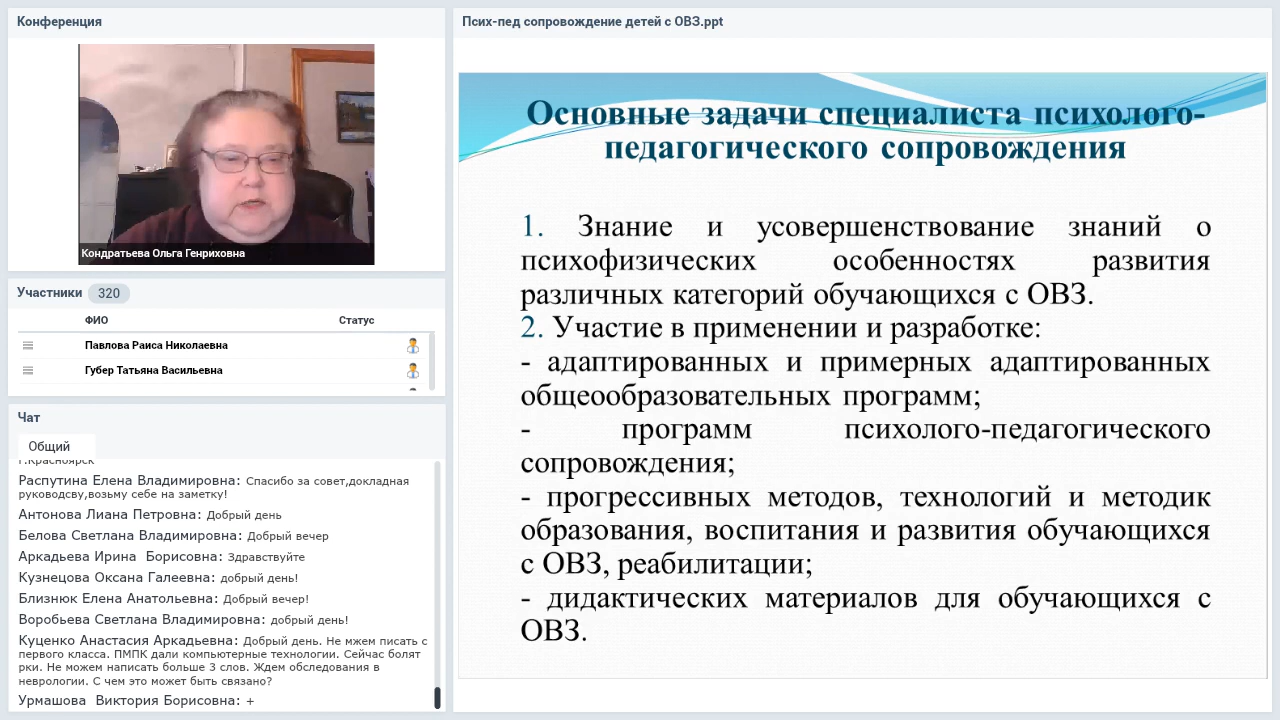 Конференция
Кондратьева Ольга Генриховна
Участники 320
ФИО Статус
Павлова Раиса Николаевна
Губер Татьяна Васильевна
Чат
Общий
г.Красноярск
Распутина Елена Владимировна: Спасибо за совет,докладная
руководсву,возьму себе на заметку!
Антонова Лиана Петровна: Добрый день
Белова Светлана Владимировна: Добрый вечер
Аркадьева Ирина Борисовна: Здравствуйте
Кузнецова Оксана Галеевна: добрый день!
Близнюк Елена Анатольевна: Добрый вечер!
Воробьева Светлана Владимировна: добрый день!
Куценко Анастасия Аркадьевна: Добрый день. Не мжем писать с
первого класса. ПМПК дали компьютерные технологии. Сейчас болят
рки. Не можем написать больше 3 слов. Ждем обследования в
неврологии. С чем это может быть связано?
Урмашова Виктория Борисовна: +
Псих-пед сопровождение детей с ОВЗ.ppt
Основные задачи специалиста психолого-
педагогического сопровождения
1. Знание и усовершенствование знаний о
психофизических особенностях развития
различных категорий обучающихся с ОВЗ.
2. Участие в применении и разработке:
- адаптированных и примерных адаптированных
общеообразовательных программ;
- программ психолого-педагогического
сопровождения;
- прогрессивных методов, технологий и методик
образования, воспитания и развития обучающихся
с ОВЗ, реабилитации;
- дидактических материалов для обучающихся с
ОВЗ.